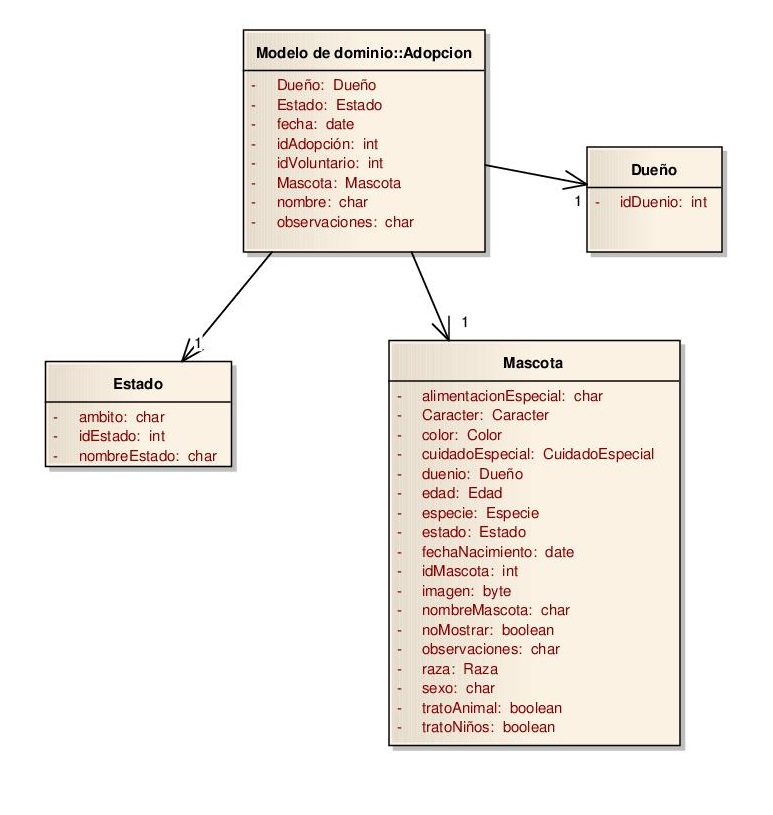 Modelo de dominio::Adopcion
- Dueño: Dueño
- Estado: Estado
- fecha: date
- idAdopción: int
- idVoluntario: int
- Mascota: Mascota
- nombre: char
- observaciones: char
Dueño
1
- idDuenio: int
1
1
Estado
- ambito: char
- idEstado: int
- nombreEstado: char
Mascota
- alimentacionEspecial: char
- Caracter: Caracter
- color: Color
- cuidadoEspecial: CuidadoEspecial
- duenio: Dueño
- edad: Edad
- especie: Especie
- estado: Estado
- fechaNacimiento: date
- idMascota: int
- imagen: byte
- nombreMascota: char
- noMostrar: boolean
- observaciones: char
- raza: Raza
- sexo: char
- tratoAnimal: boolean
- tratoNiños: boolean